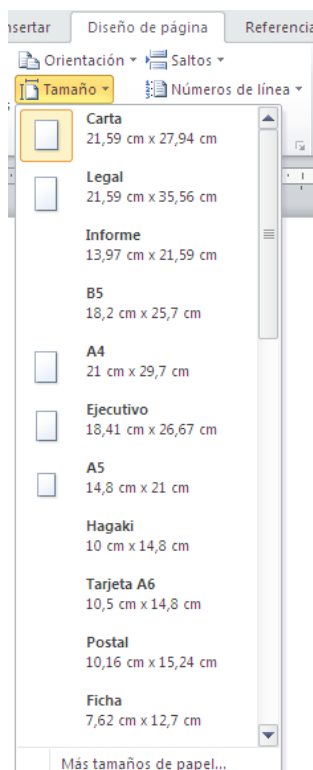 nsertar Diseño de página Referencia
Orientación Saltos
Tamaño Números de línea
Carta
21,59 cm x 27,94 cm
Legal
21,59 cm x 35,56 cm
Informe
13,97 cm x 21,59 cm
B5
18,2 cm x 25,7 cm
A4
21 cm x 29,7 cm
Ejecutivo
18,41 cm x 26,67 cm
A5
14,8 cm x 21 cm
Hagaki
10 cm x 14,8 cm
Tarjeta A6
10,5 cm x 14,8 cm
Postal
10,16 cm x 15,24 cm
Ficha
7,62 cm x 12,7 cm
Más tamaños de papel...